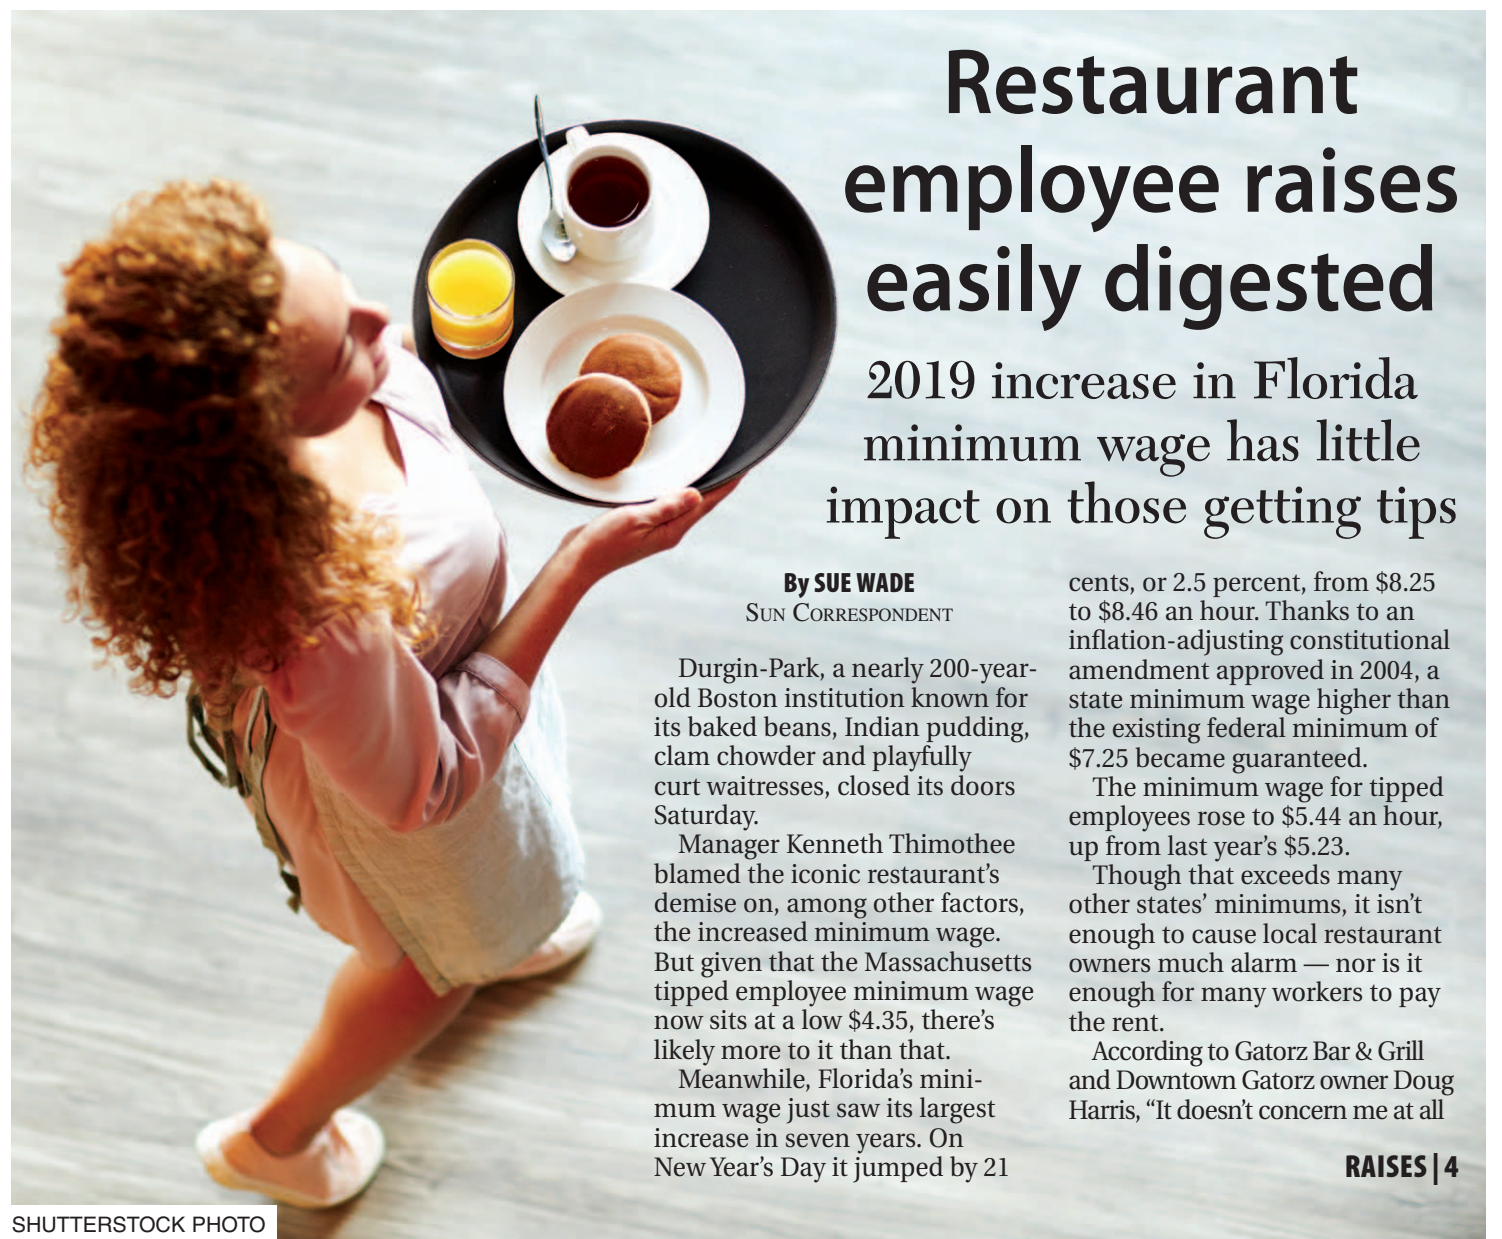 Restaurant
employee raises
easily digested
2019 increase in Florida
minimum wage has little
impact on those getting tips
By SUE WADE
SUN CORRESPONDENT
Durgin-Park, a nearly 200-year-
old Boston institution known for
its baked beans, Indian pudding,
clam chowder and playfully
curt waitresses, closed its doors
Saturday.
Manager Kenneth Thimothee
blamed the iconic restaurant’s
demise on, among other factors,
the increased minimum wage.
But given that the Massachusetts
tipped employee minimum wage
now sits at a low $4.35, there’s
likely more to it than that.
Meanwhile, Florida’s mini-
mum wage just saw its largest
increase in seven years. On
New Year’s Day it jumped by 21
cents, or 2.5 percent, from $8.25
to $8.46 an hour. Thanks to an
inflation-adjusting constitutional
amendment approved in 2004, a
state minimum wage higher than
the existing federal minimum of
$7.25 became guaranteed.
The minimum wage for tipped
employees rose to $5.44 an hour,
up from last year’s $5.23.
Though that exceeds many
other states’ minimums, it isn’t
enough to cause local restaurant
owners much alarm — nor is it
enough for many workers to pay
the rent.
According to Gatorz Bar & Grill
and Downtown Gatorz owner Doug
Harris, “It doesn’t concern me at all
RAISES | 4
SHUTTERSTOCK PHOTO